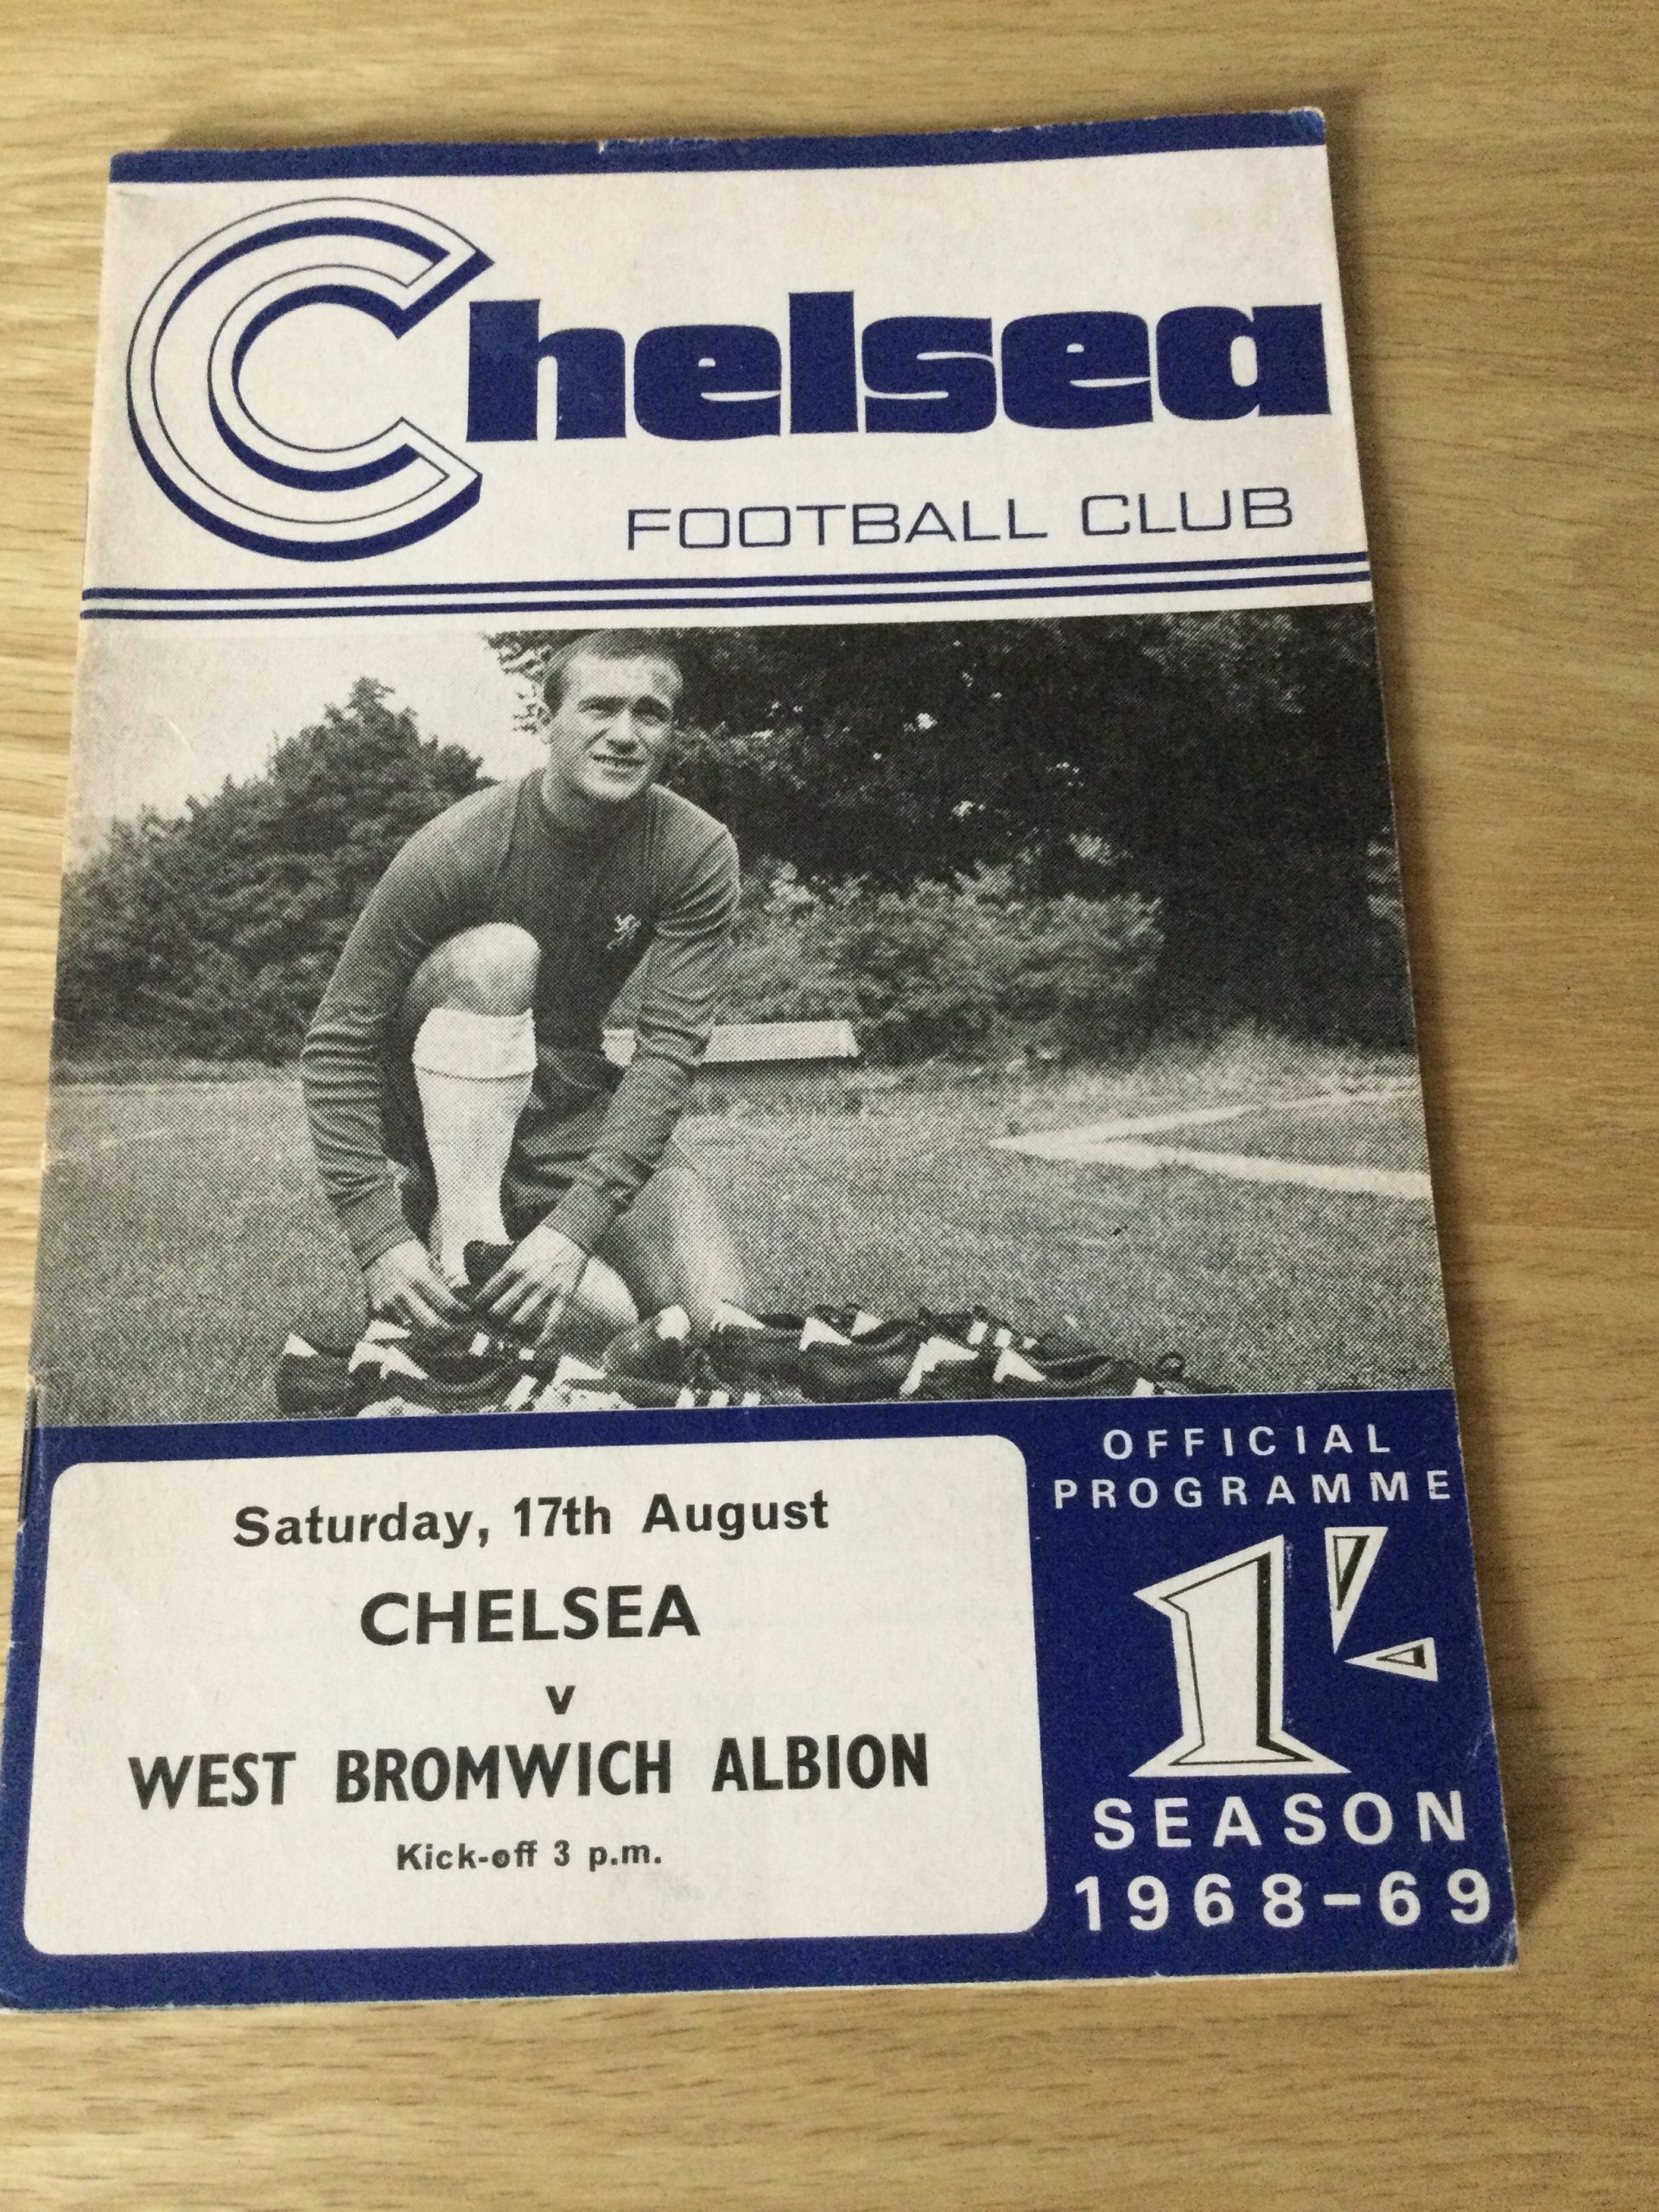 Chelsea
FOOTBALL CLUB
Saturday, 17th August
CHELSEA
v
WEST BROMWICH ALBION
Kick-off 3 p.m.
OFFICIAL
PROGRAMME
1/-
SEASON
1968-69